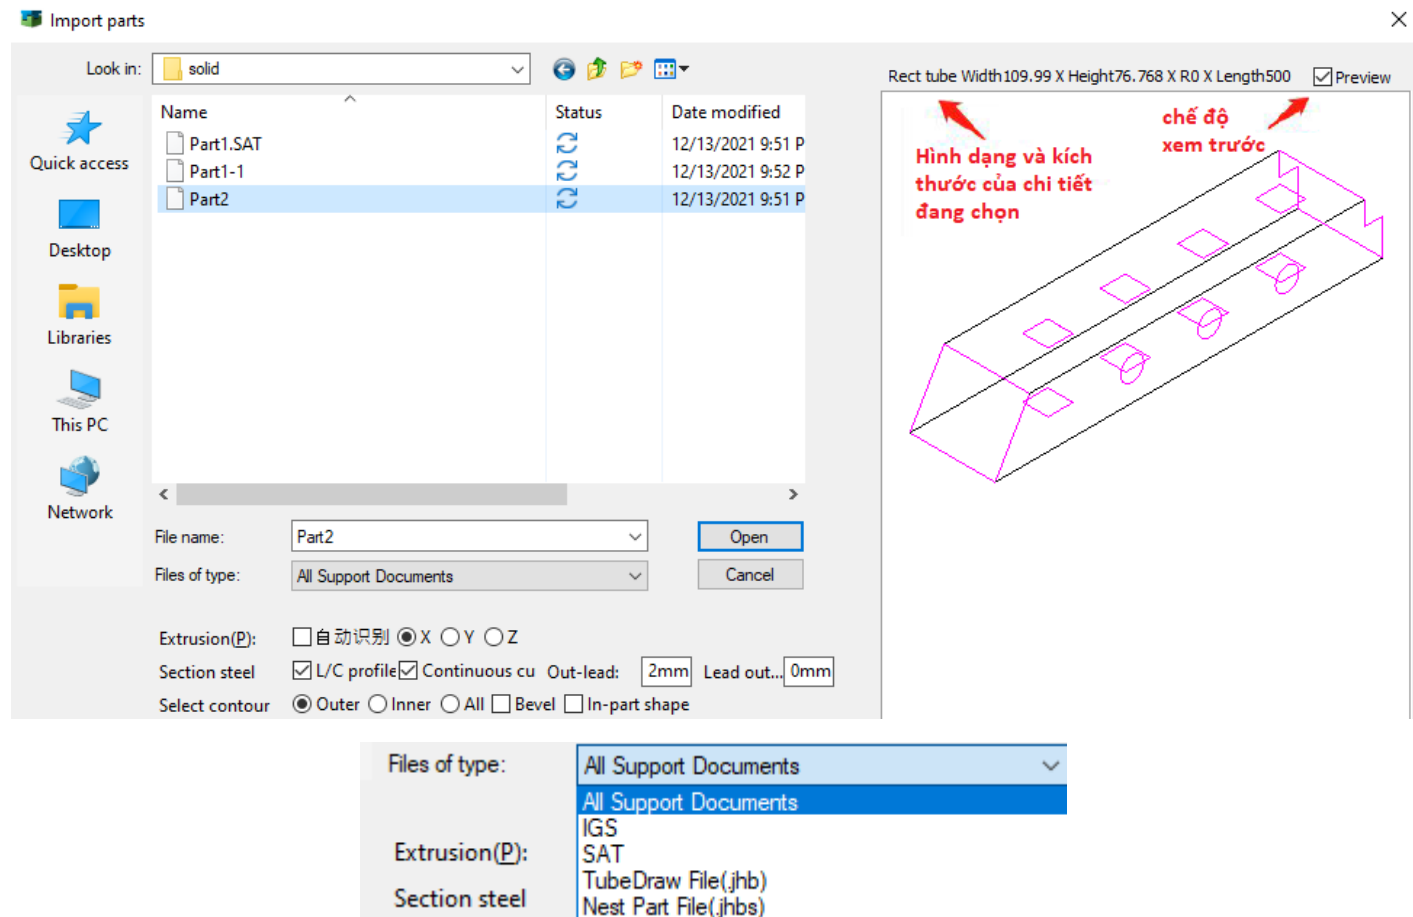 Import parts
Look in: solid
Rect tube Width109.99 X Height76.768 X R0 X Length500 Preview
Name Status Date modified
Part1.SAT 12/13/2021 9:51 P
Part1-1 12/13/2021 9:52 P
Part2 12/13/2021 9:51 P
Quick access
Desktop
Libraries
This PC
Network
chế độ
xem trước
Hình dạng và kích
thước của chi tiết
đang chọn
File name: Part2 Open
Files of type: All Support Documents Cancel
Extrusion(P): 自动识别 X Y Z
Section steel L/C profile Continuous cu Out-lead: 2mm Lead out... 0mm
Select contour Outer Inner All Bevel In-part shape
Files of type: All Support Documents
All Support Documents
IGS
Extrusion(P): SAT
TubeDraw File(.jhb)
Section steel Nest Part File(.jhbs)